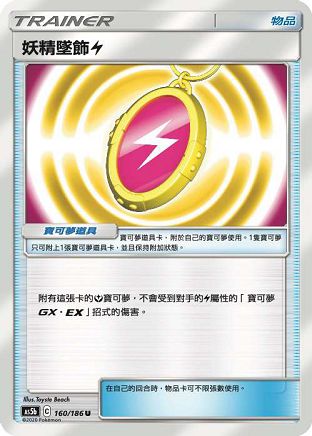 TRAINER 物品
妖精墜飾⚡
寶可夢道具
寶可夢道具卡，附於自己的寶可夢使用。1隻寶可夢
只可附上1張寶可夢道具，並且保持附加狀態。
附有這張卡的寶可夢，不會受到對手的⚡屬性的「寶可夢
GX・EX」招式的傷害。
Illus. Toyste Beach
在自己的回合時，物品卡可不限張數使用。
C 160/186 U
©2020 Pokémon